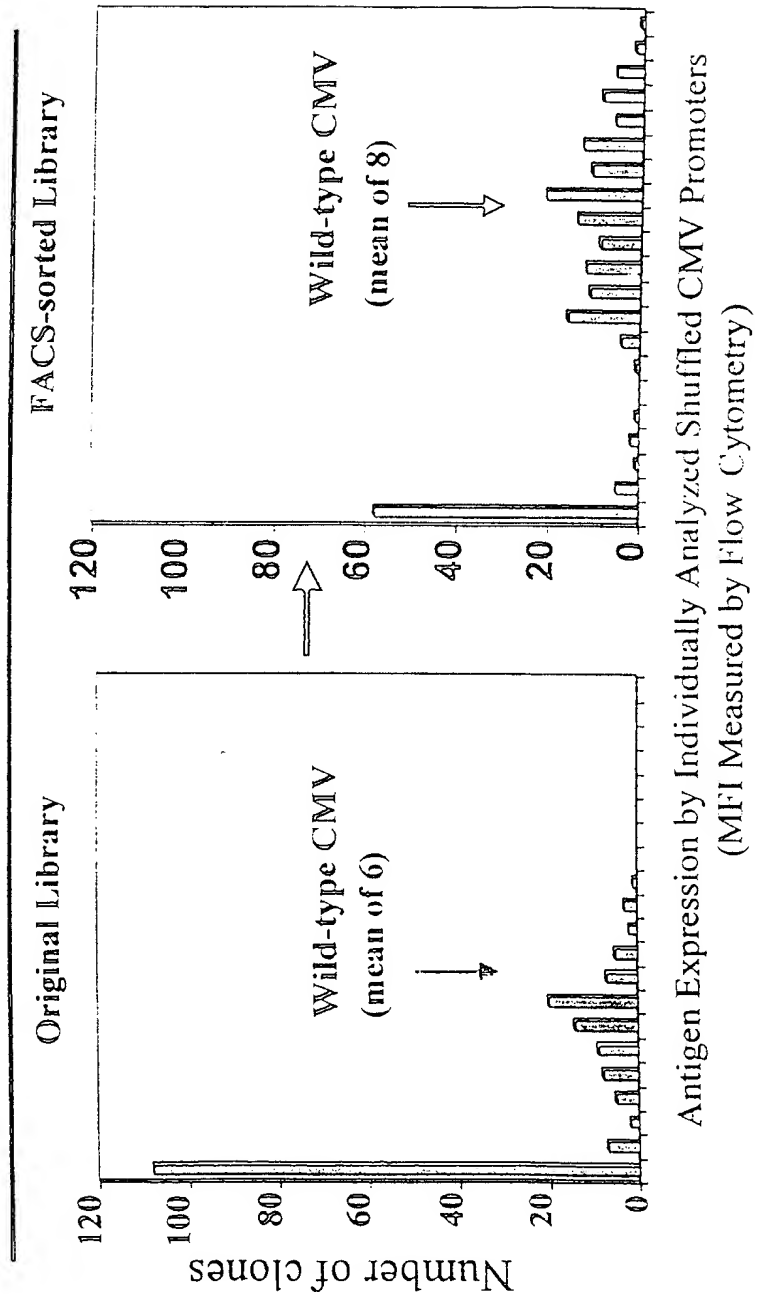 Original Library
FACS-sorted Library
Wild-type CMV
(mean of 6)
Wild-type CMV
(mean of 8)
Number of clones
120
100
80
60
40
20
0
120
100
80
60
40
20
0
Antigen Expression by Individually Analyzed Shuffled CMV Promoters
(MFI Measured by Flow Cytometry)